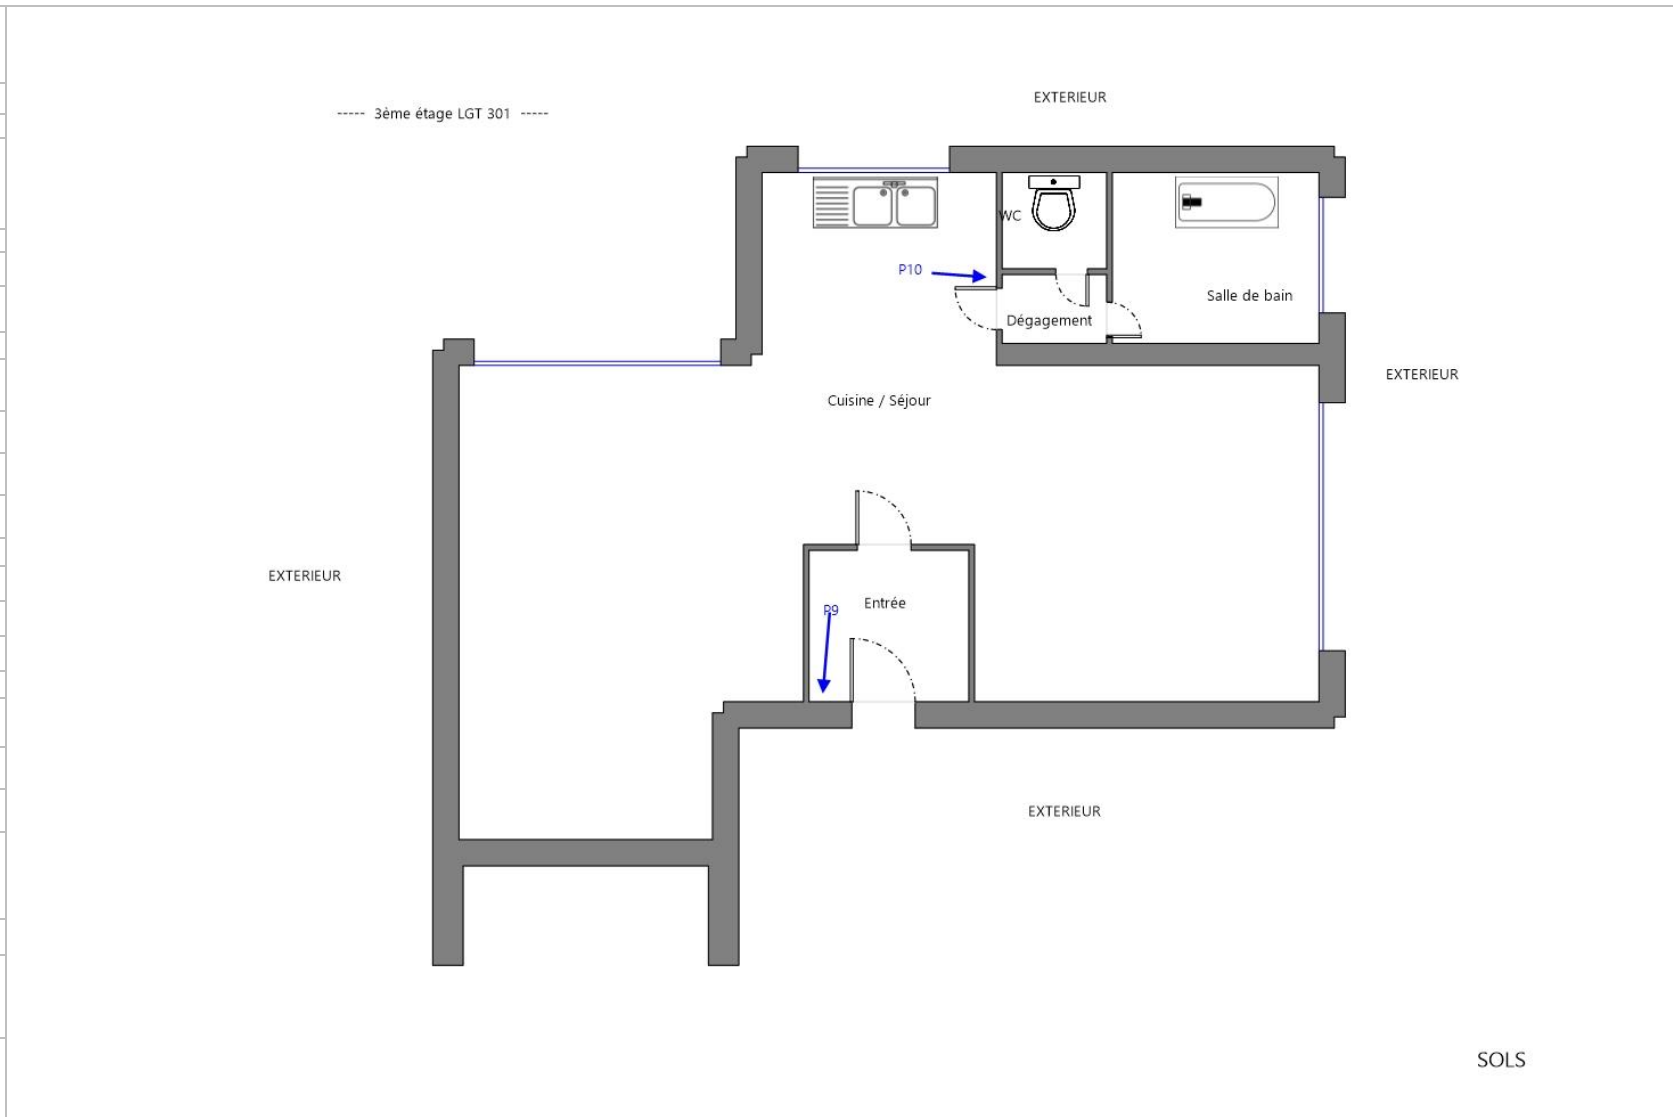 EXTERIEUR
----- 3ème étage LGT 301 -----
WC
P10
Salle de bain
Dégagement
EXTERIEUR
Cuisine / Séjour
EXTERIEUR
Entrée
P9
EXTERIEUR
SOLS